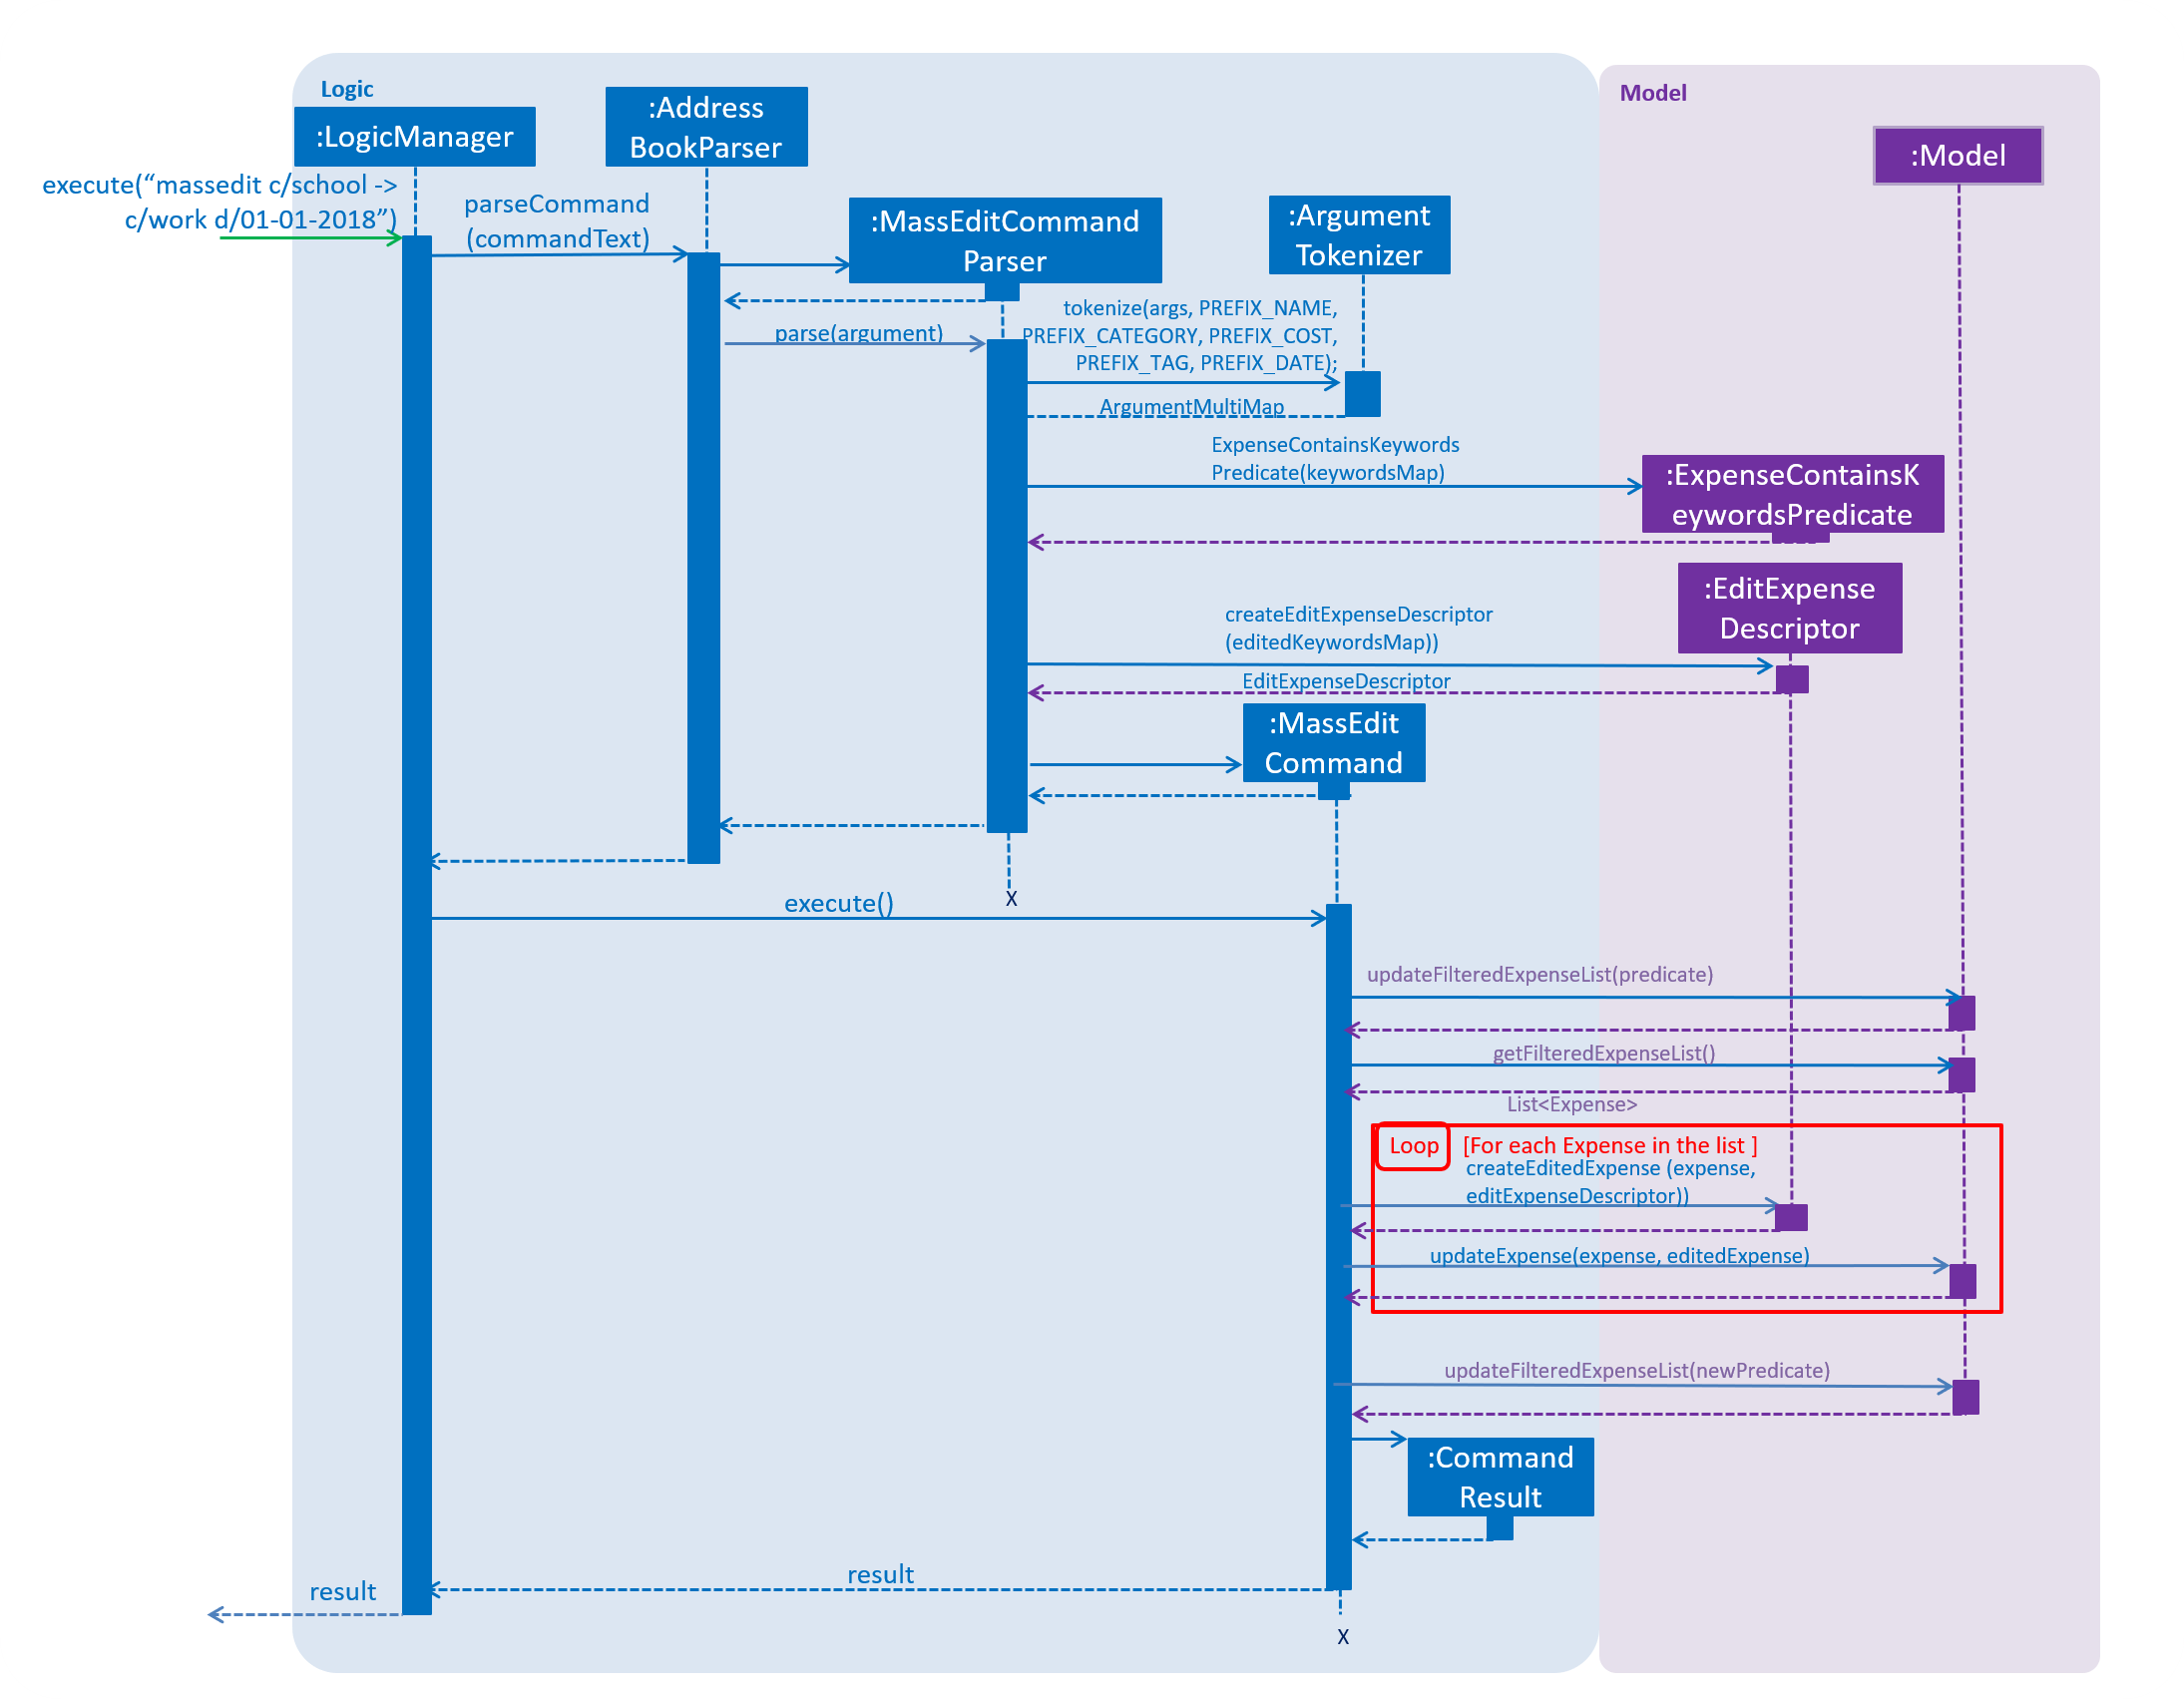 Logic
Model
:LogicManager
:Address
BookParser
:Model
execute(“massedit c/school ->
c/work d/01-01-2018”)
parseCommand
(commandText)
:MassEditCommand
Parser
:Argument
Tokenizer
tokenize(args, PREFIX_NAME,
PREFIX_CATEGORY, PREFIX_COST,
PREFIX_TAG, PREFIX_DATE);
parse(argument)
ArgumentMultiMap
ExpenseContainsKeywords
Predicate(keywordsMap)
:ExpenseContainsK
eywordsPredicate
:EditExpense
Descriptor
createEditExpenseDescriptor
(editedKeywordsMap))
EditExpenseDescriptor
:MassEdit
Command
X
execute()
updateFilteredExpenseList(predicate)
getFilteredExpenseList()
List<Expense>
Loop [For each Expense in the list ]
createEditedExpense (expense,
editExpenseDescriptor))
updateExpense(expense, editedExpense)
updateFilteredExpenseList(newPredicate)
:Command
Result
result
result
X